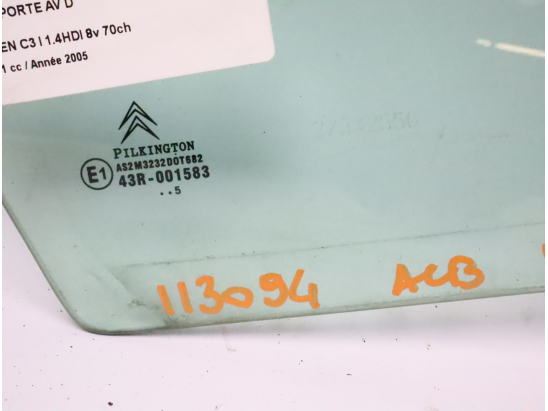 PORTE AV D
EN C3 I 1.4HDI 8v 70ch
1 cc / Année 2005
PILKINGTON
AS2M3232DOT682
E1
43R-001583
..5
113094 ACB